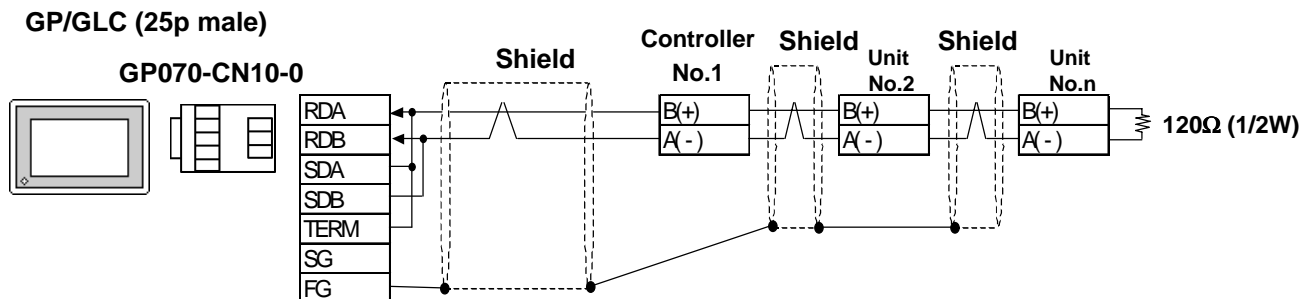 GP/GLC (25p male)
GP070-CN10-0
RDA
RDB
SDA
SDB
TERM
SG
FG
Shield
Controller
No.1
B(+)
A(-)
Shield
Unit
No.2
B(+)
A(-)
Shield
Unit
No.n
B(+)
A(-)
120Ω (1/2W)